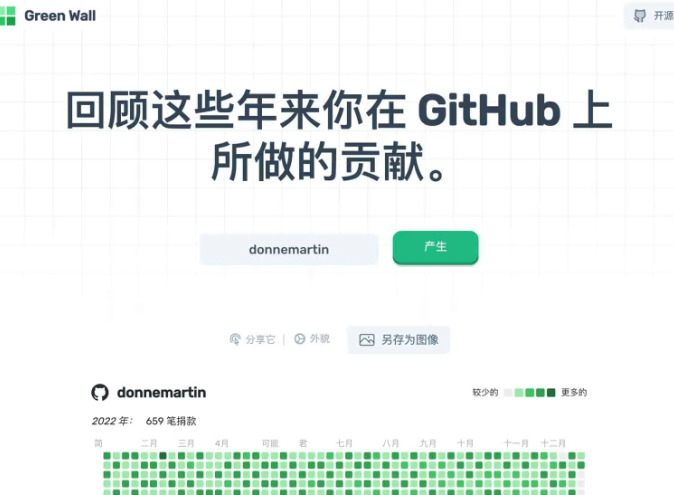 Green Wall
开源
回顾这些年来你在 GitHub 上
所做的贡献。
donnemartin
产生
分享它 | 外貌 另存为图像
donnemartin
较少的 更多的
2022 年： 659 笔捐款
简 二月 三月 4月 可能 君 七月 八月 九月 十月 十一月 十二月